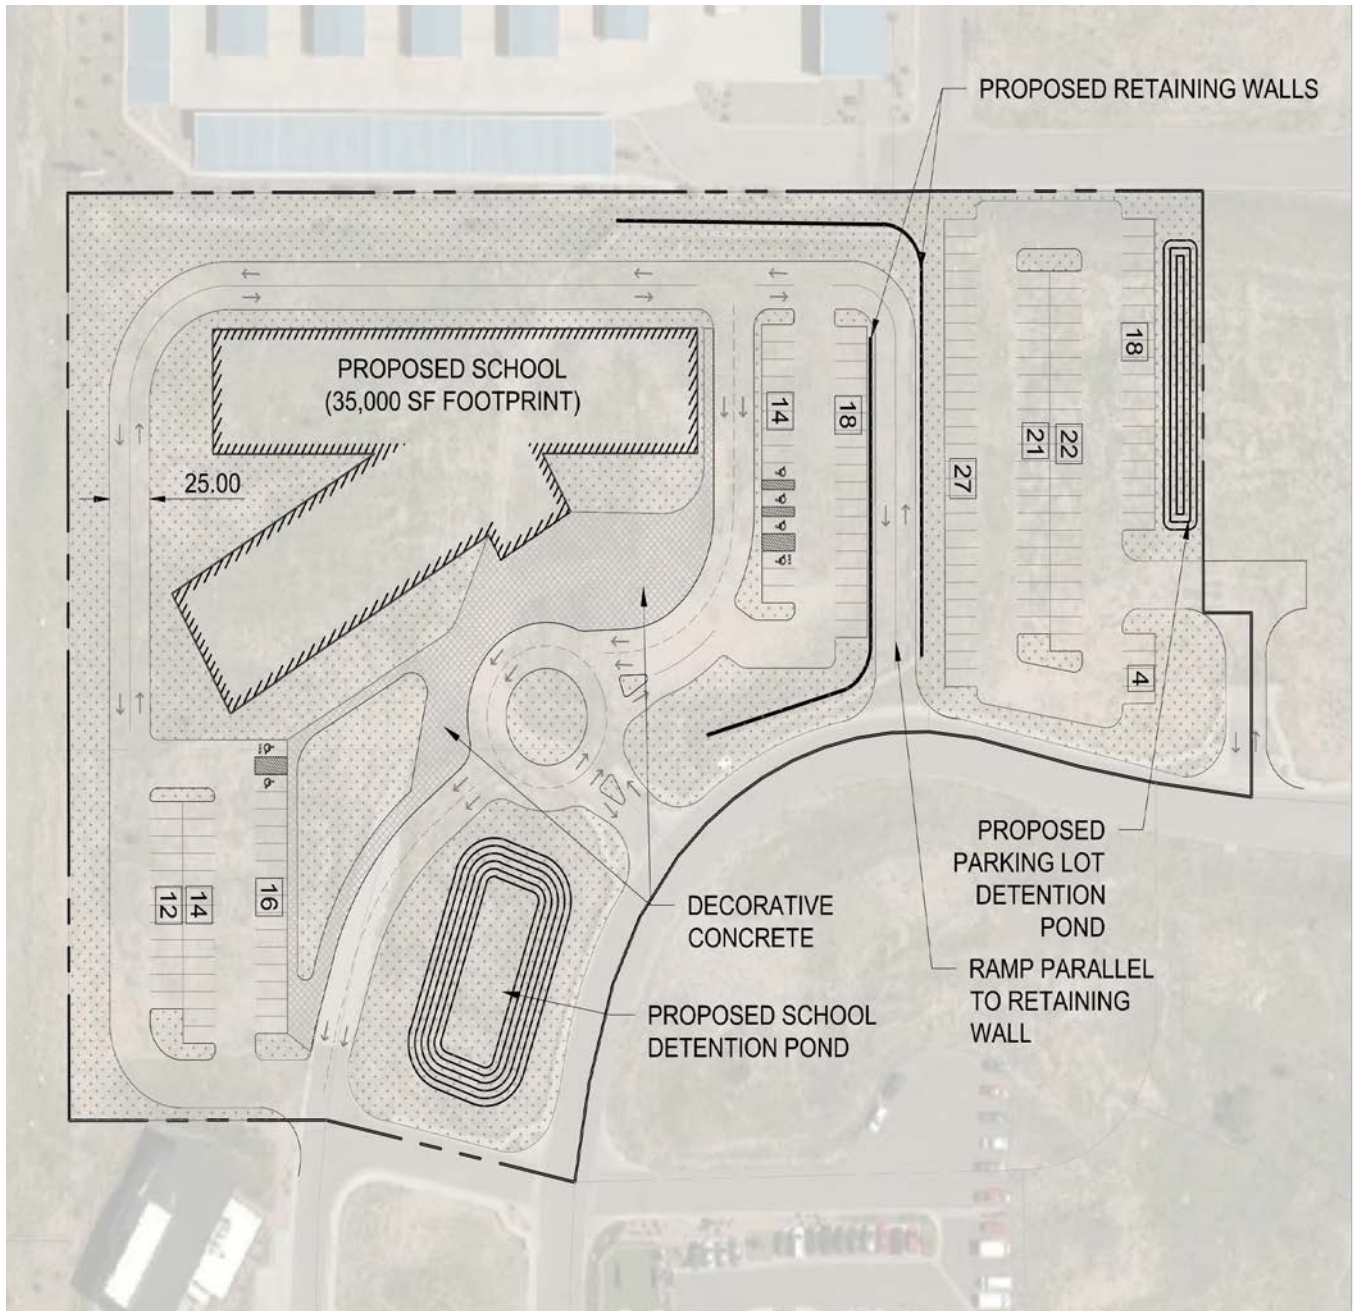 PROPOSED RETAINING WALLS
PROPOSED SCHOOL
(35,000 SF FOOTPRINT)
25.00
14
18
27
21
22
18
4
12
14
16
DECORATIVE
CONCRETE
PROPOSED SCHOOL
DETENTION POND
PROPOSED
PARKING LOT
DETENTION
POND
RAMP PARALLEL
TO RETAINING
WALL